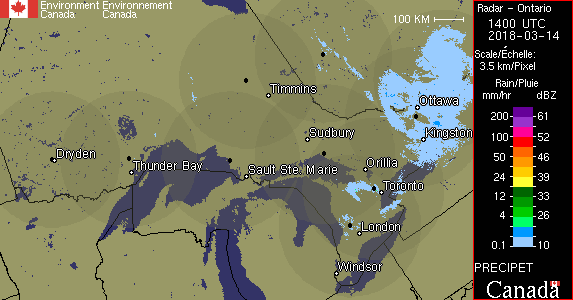 Environment Environnement
Canada Canada
100 KM
Timmins
Ottawa
Sudbury
Kingston
Dryden
Thunder Bay
Sault Ste. Marie
Orillia
Toronto
London
Windsor
Radar - Ontario
1400 UTC
2018-03-14
Scale/Échelle:
3.5 km/Pixel
Rain/Pluie
mm/hr dBZ
200 61
100 52
50 46
24 39
12 33
4 26
0.1 10
PRECIPET
Canada